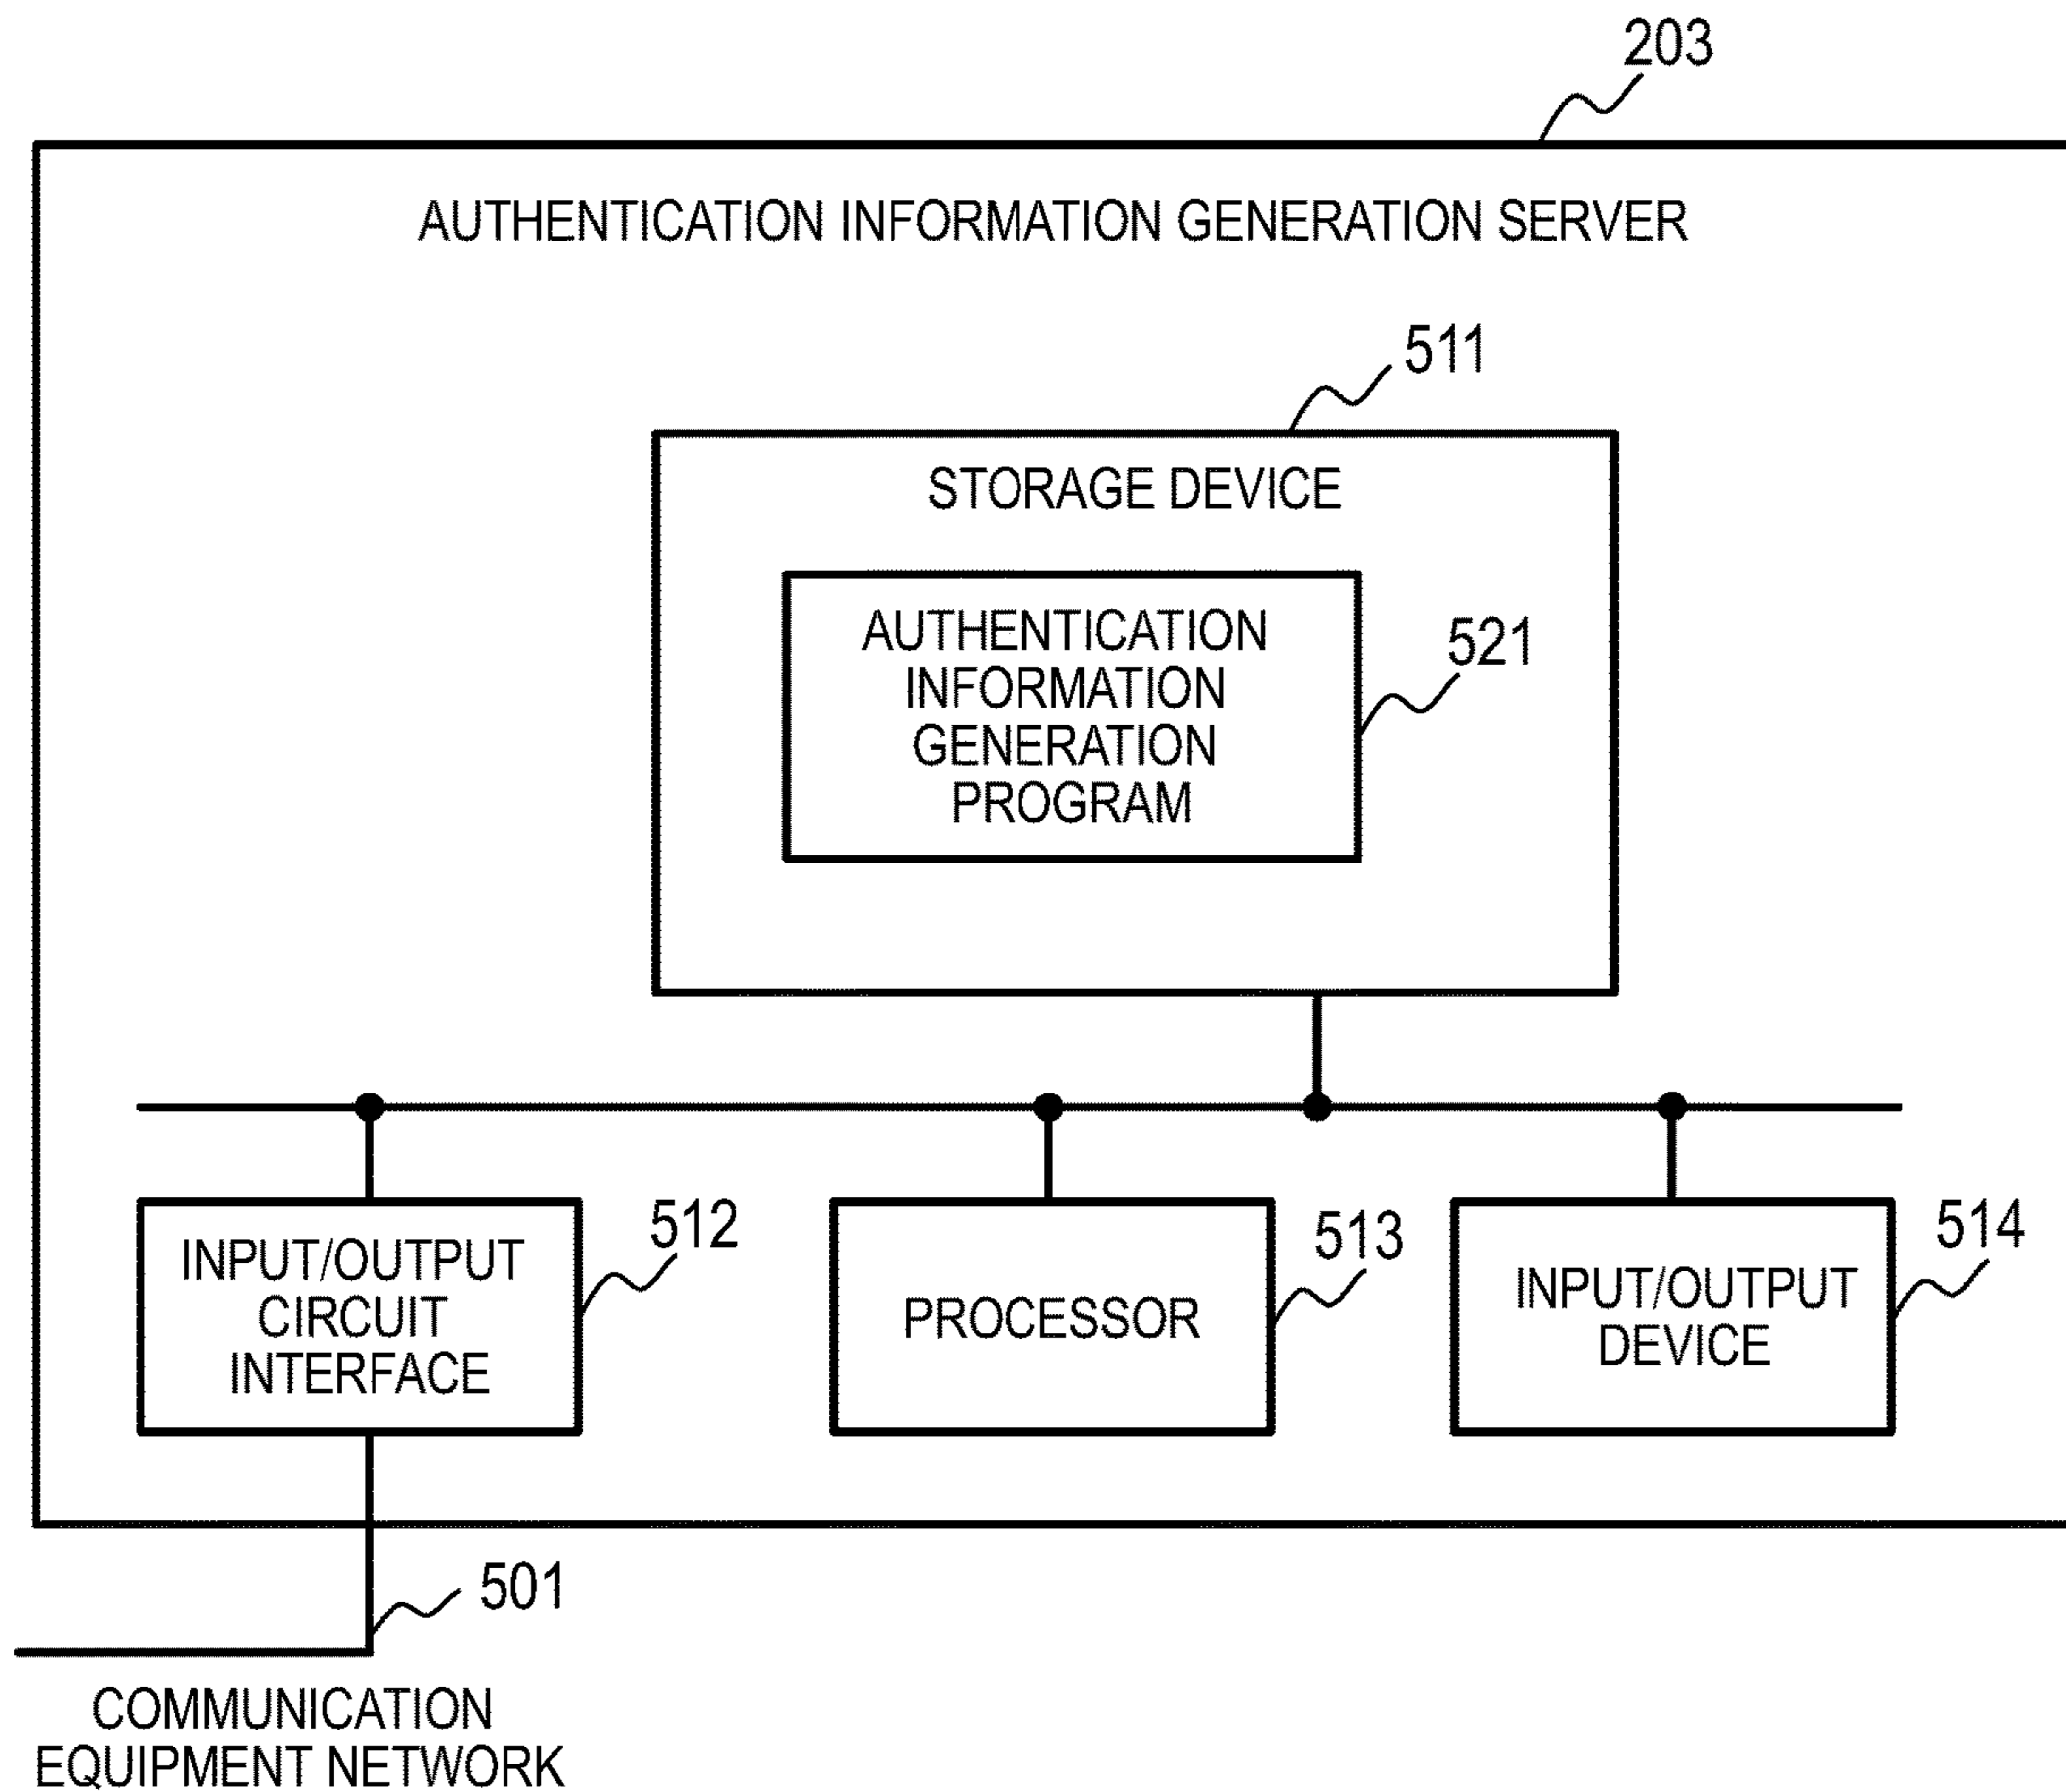 203
AUTHENTICATION INFORMATION GENERATION SERVER
511
STORAGE DEVICE
AUTHENTICATION
INFORMATION
GENERATION
PROGRAM
521
INPUT/OUTPUT
CIRCUIT
INTERFACE
512
PROCESSOR
513
INPUT/OUTPUT
DEVICE
514
501
COMMUNICATION
EQUIPMENT NETWORK